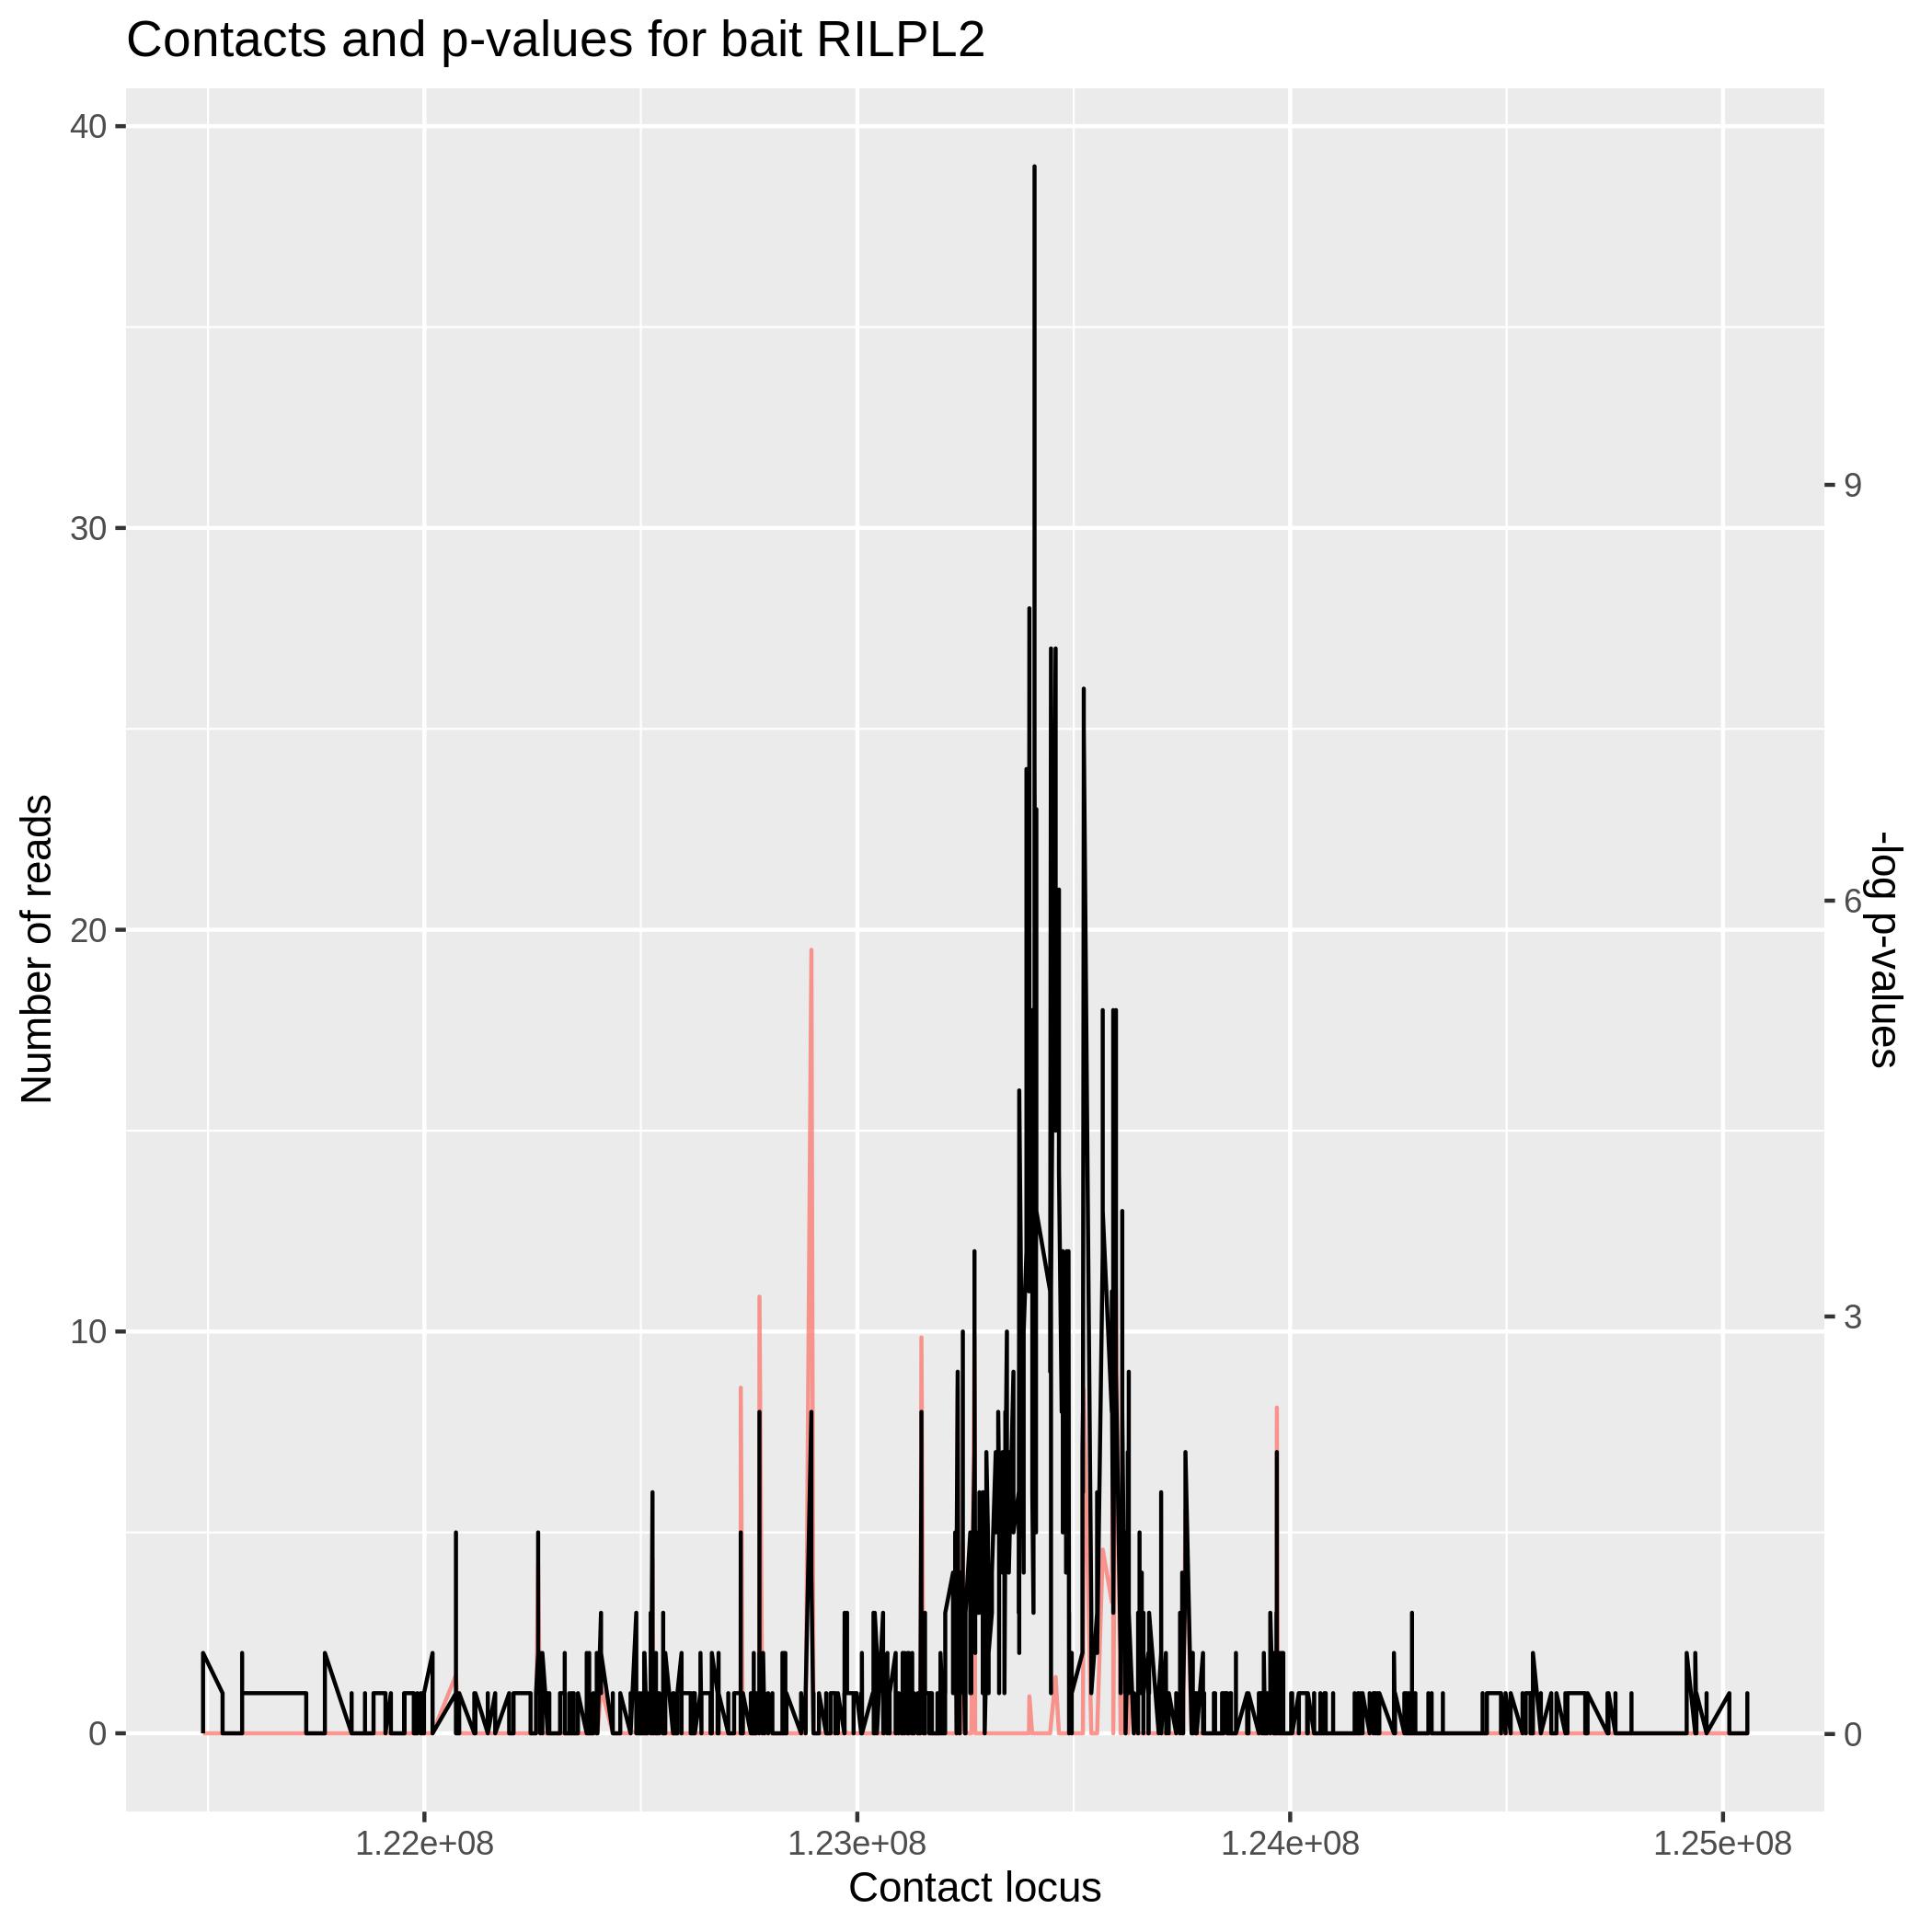 Contacts and p-values for bait RILPL2
40
30
20
10
0
Number of reads
9
6
3
0
-log p-values
1.22e+08
1.23e+08
1.24e+08
1.25e+08
Contact locus